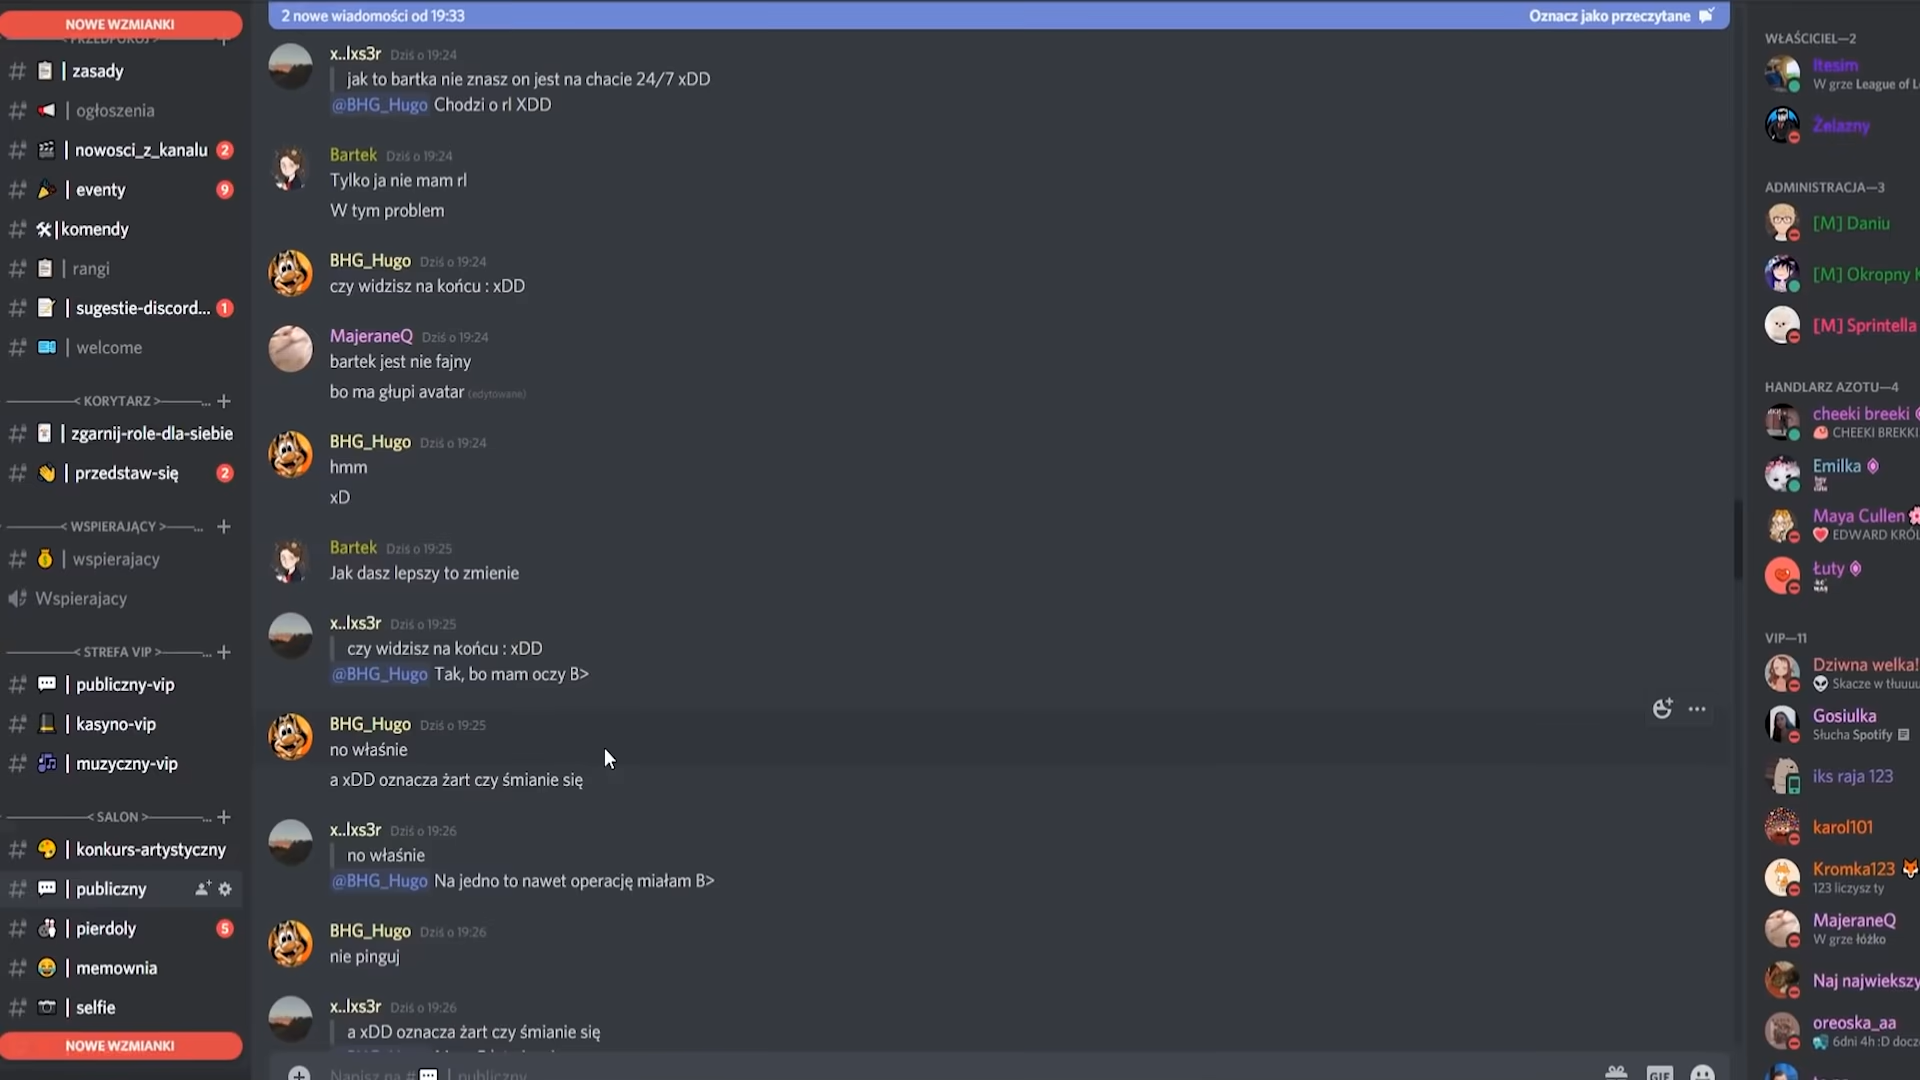 NOWE WZMIANKI
zasady
ogłoszenia
nowosci_z_kanalu 2
eventy 9
komendy
rangi
sugestie-discord... 1
welcome
< KORYTARZ > ...
zgarnij-role-dla-siebie
przedstaw-się 2
< WSPIERAJĄCY > ...
wspierajacy
Wspierajacy
< STREFA VIP > ...
publiczny-vip
kasyno-vip
muzyczny-vip
< SALON > ...
konkurs-artystyczny
publiczny
pierdoly 5
memownia
selfie
NOWE WZMIANKI
2 nowe wiadomości od 19:33
Oznacz jako przeczytane
x..lxs3r Dziś o 19:24
jak to bartka nie znasz on jest na chacie 24/7 xDD
@BHG_Hugo Chodzi o rl XDD
Bartek Dziś o 19:24
Tylko ja nie mam rl
W tym problem
BHG_Hugo Dziś o 19:24
czy widzisz na końcu : xDD
MajeraneQ Dziś o 19:24
bartek jest nie fajny
bo ma głupi avatar (edytowane)
BHG_Hugo Dziś o 19:24
hmm
xD
Bartek Dziś o 19:25
Jak dasz lepszy to zmienie
x..lxs3r Dziś o 19:25
czy widzisz na końcu : xDD
@BHG_Hugo Tak, bo mam oczy B>
BHG_Hugo Dziś o 19:25
no właśnie
a xDD oznacza żart czy śmianie się
x..lxs3r Dziś o 19:26
no właśnie
@BHG_Hugo Na jedno to nawet operację miałam B>
BHG_Hugo Dziś o 19:26
nie pinguj
x..lxs3r Dziś o 19:26
a xDD oznacza żart czy śmianie się
Napisz na # | publiczny
GIF
WŁAŚCICIEL—2
Itesim
W grze League of L
Żelazny
ADMINISTRACJA—3
[M] Daniu
[M] Okropny
[M] Sprintella
HANDLARZ AZOTU—4
cheeki breeki
CHEEKI BREKKI
Emilka
Maya Cullen
EDWARD KRÓL
Łuty
VIP—11
Dziwna welka!
Skacze w tłuuuu
Gosiulka
Słucha Spotify
iks raja 123
karol101
Kromka123
123 liczysz ty
MajeraneQ
W grze łóżko
Naj najwiekszy
oreoska_aa
6dni 4h :D docz